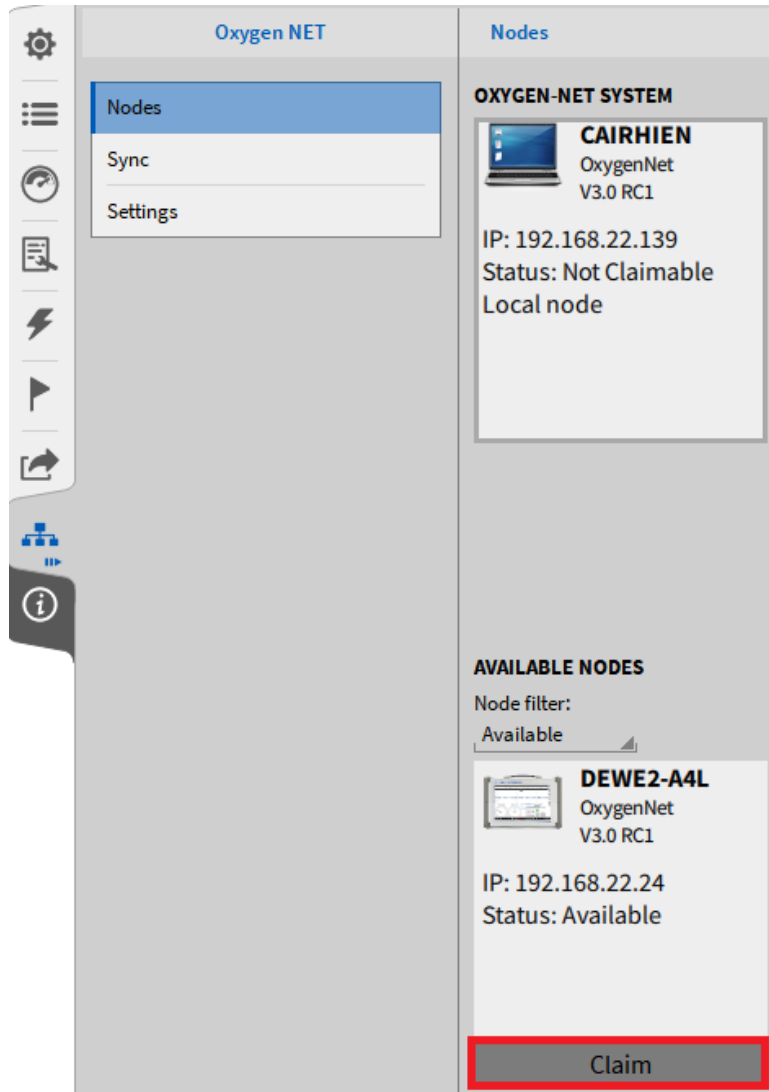 Oxygen NET
Nodes
Nodes
Sync
Settings
OXYGEN-NET SYSTEM
CAIRHIEN
OxygenNet
V3.0 RC1
IP: 192.168.22.139
Status: Not Claimable
Local node
AVAILABLE NODES
Node filter:
Available
DEWE2-A4L
OxygenNet
V3.0 RC1
IP: 192.168.22.24
Status: Available
Claim